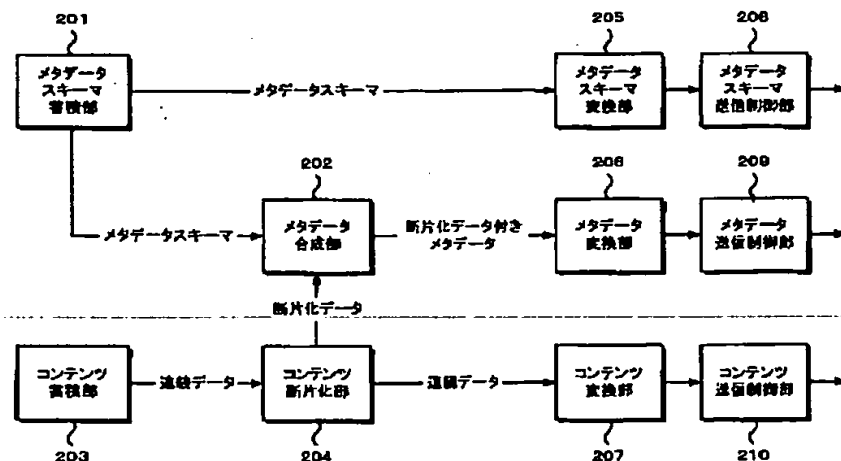 201
205
206
メタデータ
スキーマ
蓄積部
メタデータスキーマ
メタデータ
スキーマ
変換部
メタデータ
スキーマ
送信制御部
202
208
209
メタデータスキーマ
メタデータ
合成部
断片化データ付き
メタデータ
メタデータ
変換部
メタデータ
送信制御部
断片化データ
コンテンツ
蓄積部
連続データ
コンテンツ
断片化部
連続データ
コンテンツ
変換部
コンテンツ
送信制御部
203
204
207
210